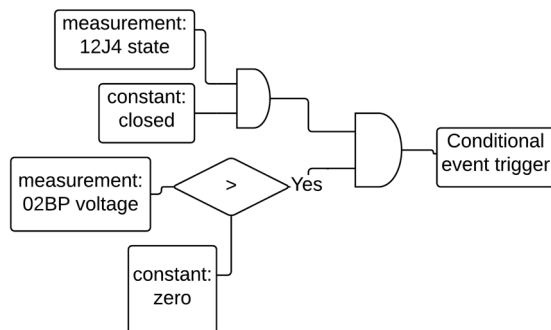 measurement:
12J4 state
constant:
closed
measurement:
02BP voltage
>
Yes
constant:
zero
Conditional
event trigger